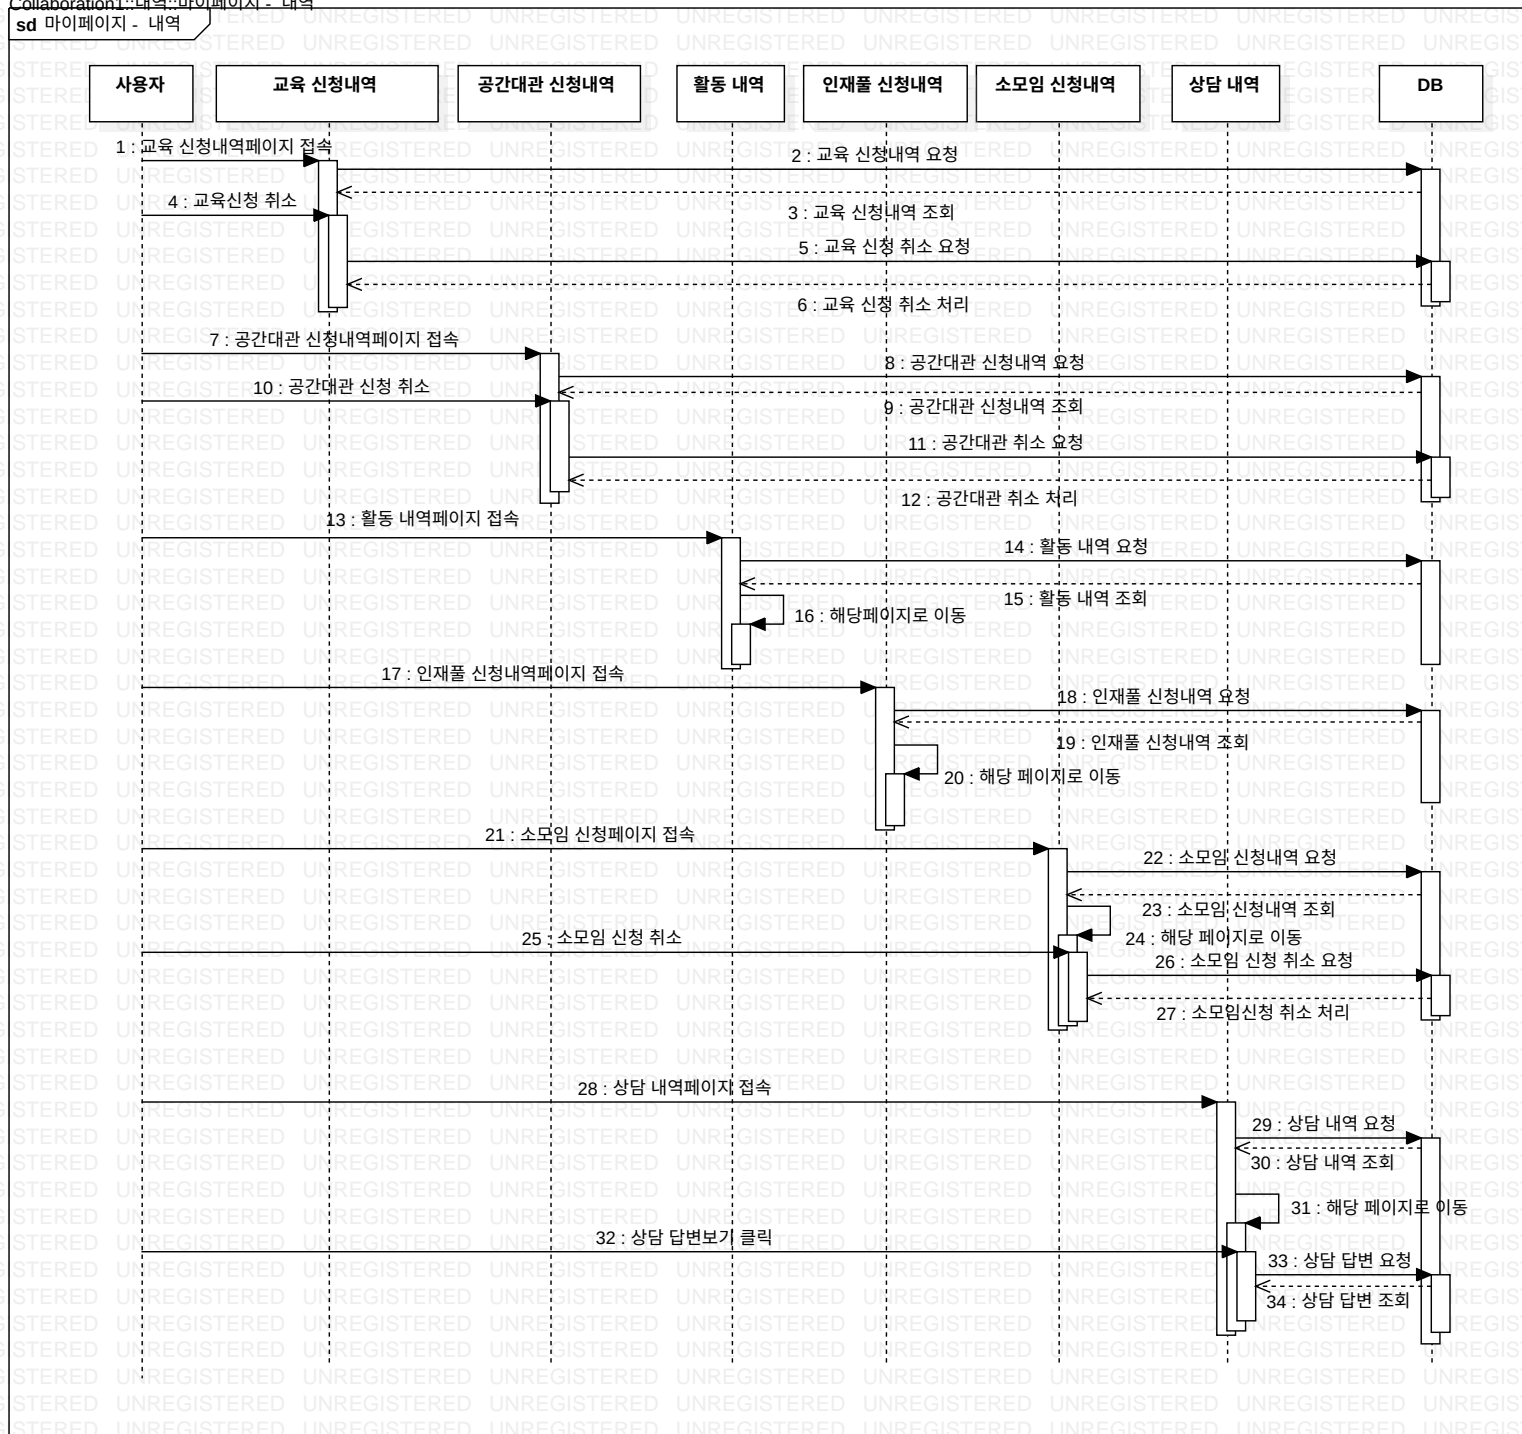 Collaboration1::내역::마이페이지 - 내역
sd 마이페이지 - 내역
사용자
교육 신청내역
공간대관 신청내역
활동 내역
인재풀 신청내역
소모임 신청내역
상담 내역
DB
1 : 교육 신청내역페이지 접속
2 : 교육 신청내역 요청
3 : 교육 신청내역 조회
4 : 교육신청 취소
5 : 교육 신청 취소 요청
6 : 교육 신청 취소 처리
7 : 공간대관 신청내역페이지 접속
8 : 공간대관 신청내역 요청
9 : 공간대관 신청내역 조회
10 : 공간대관 신청 취소
11 : 공간대관 취소 요청
12 : 공간대관 취소 처리
13 : 활동 내역페이지 접속
14 : 활동 내역 요청
15 : 활동 내역 조회
16 : 해당페이지로 이동
17 : 인재풀 신청내역페이지 접속
18 : 인재풀 신청내역 요청
19 : 인재풀 신청내역 조회
20 : 해당 페이지로 이동
21 : 소모임 신청페이지 접속
22 : 소모임 신청내역 요청
23 : 소모임 신청내역 조회
24 : 해당 페이지로 이동
25 : 소모임 신청 취소
26 : 소모임 신청 취소 요청
27 : 소모임신청 취소 처리
28 : 상담 내역페이지 접속
29 : 상담 내역 요청
30 : 상담 내역 조회
31 : 해당 페이지로 이동
32 : 상담 답변보기 클릭
33 : 상담 답변 요청
34 : 상담 답변 조회
UNREGISTERED